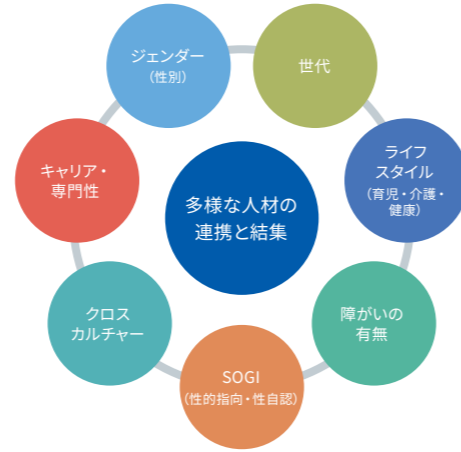 ジェンダー
（性別）
世代
ライフ
スタイル
（育児・介護・
健康）
障がいの
有無
SOGI
（性的指向・性自認）
クロス
カルチャー
キャリア・
専門性
多様な人材の
連携と結集